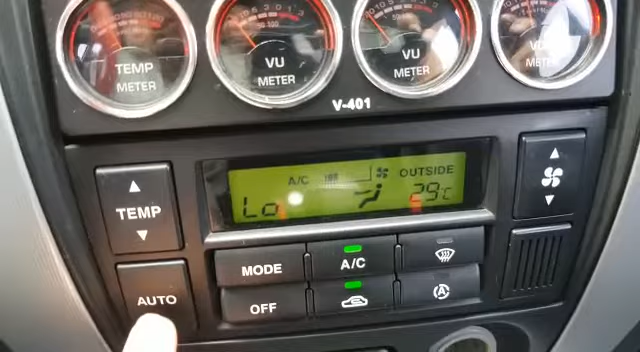 TEMP
METER
VU
METER
VU
METER
V-401
A/C
OUTSIDE
Lo
29°C
TEMP
MODE
A/C
AUTO
OFF
A